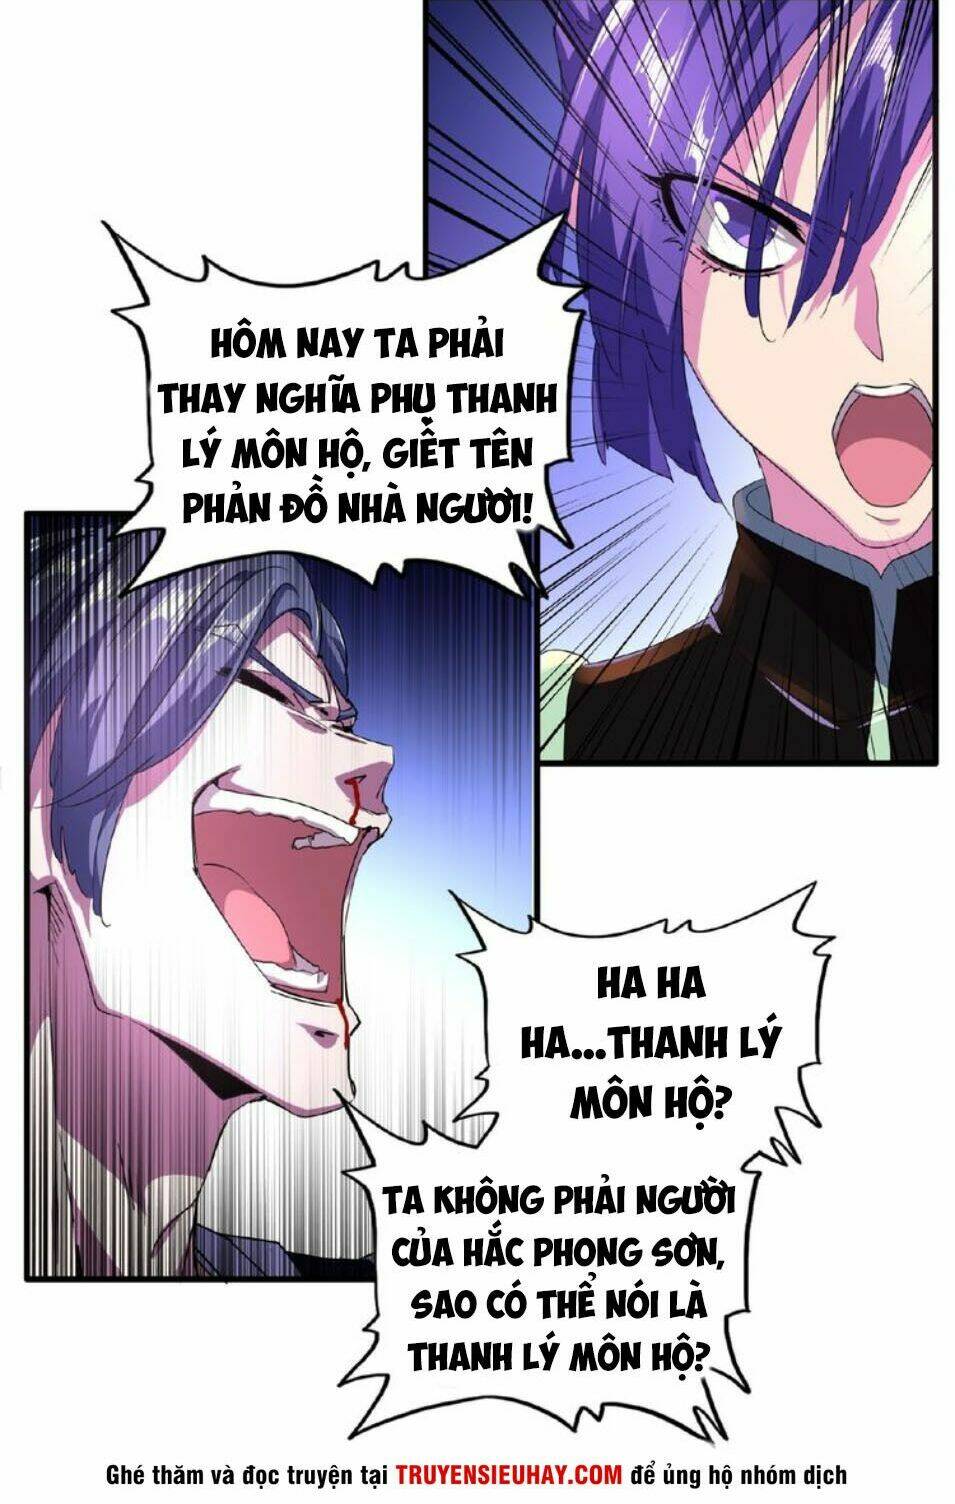 HÔM NAY TA PHẢI
THAY NGHĨA PHỤ THANH
LÝ MÔN HỘ, GIẾT TÊN
PHẢN ĐỒ NHÀ NGƯƠI!
HA HA
HA...THANH LÝ
MÔN HỘ?
TA KHÔNG PHẢI NGƯỜI
CỦA HẮC PHONG SƠN,
SAO CÓ THỂ NÓI LÀ
THANH LÝ MÔN HỘ?
Ghé thăm và đọc truyện tại TRUYENSIEUHAY.COM để ủng hộ nhóm dịch